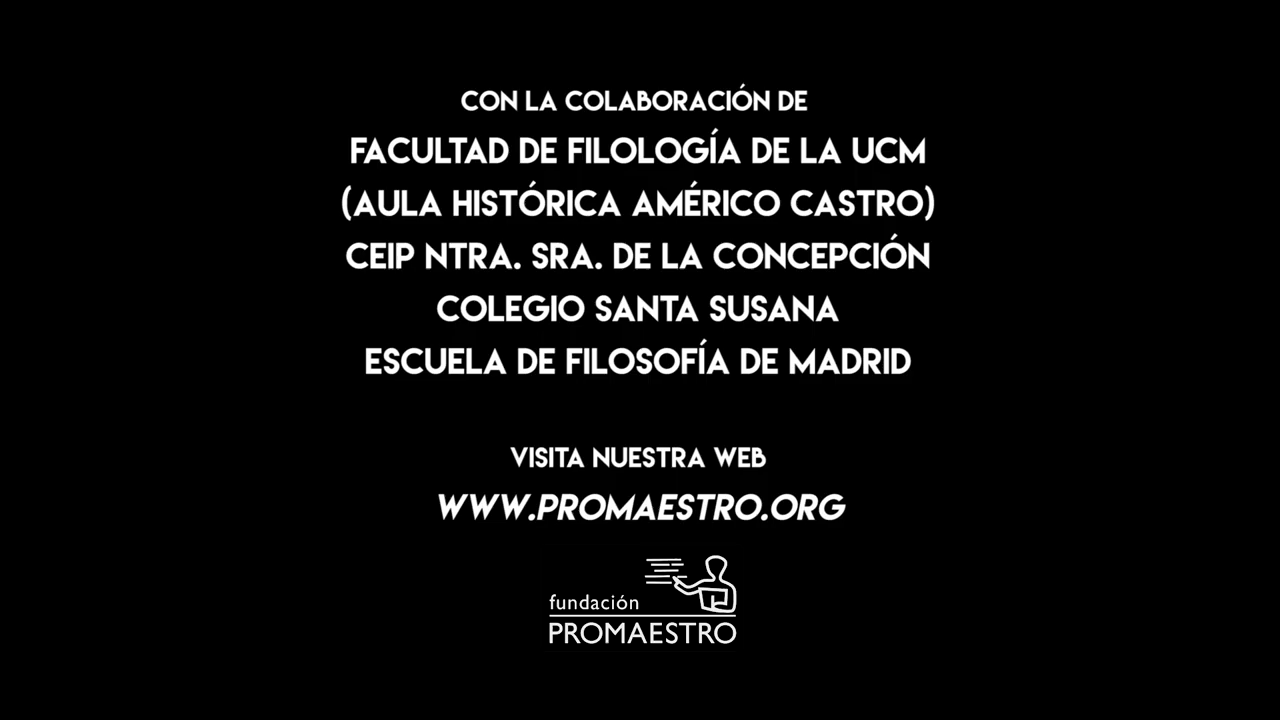 CON LA COLABORACIÓN DE
FACULTAD DE FILOLOGÍA DE LA UCM
(AULA HISTÓRICA AMÉRICO CASTRO)
CEIP NTRA. SRA. DE LA CONCEPCIÓN
COLEGIO SANTA SUSANA
ESCUELA DE FILOSOFÍA DE MADRID
VISITA NUESTRA WEB
WWW.PROMAESTRO.ORG
fundación
PROMAESTRO